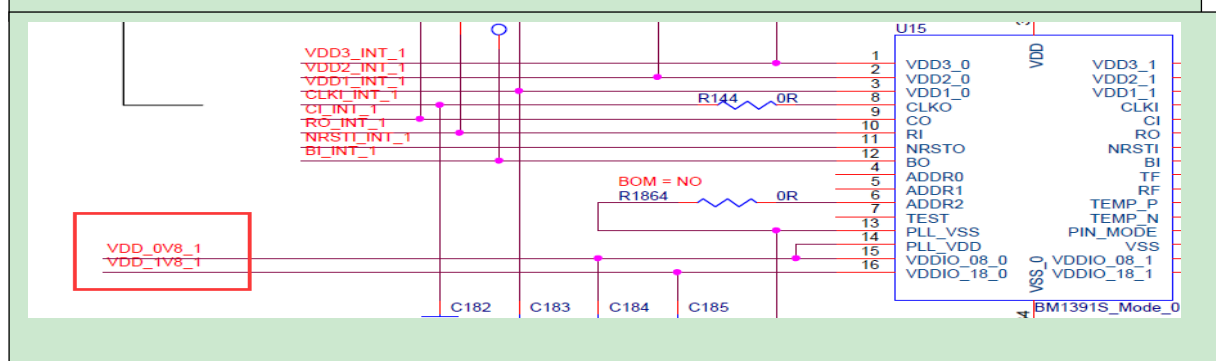 U15
VDD3_INT_1
VDD2_INT_1
VDD1_INT_1
CLKI_INT_1
CI_INT_1
RO_INT_1
NRSTI_INT_1
BI_INT_1
R144 0R
BOM = NO
R1864 0R
VDD_0V8_1
VDD_1V8_1
C182 C183 C184 C185
1
2
3
8
9
10
11
12
4
5
6
7
13
14
15
16
VDD
VDD3_0 VDD3_1
VDD2_0 VDD2_1
VDD1_0 VDD1_1
CLKO CLKI
CO CI
RI RO
NRSTO NRSTI
BO BI
ADDR0 TF
ADDR1 RF
ADDR2 TEMP_P
TEST TEMP_N
PLL_VSS PIN_MODE
PLL_VDD VSS
VDDIO_08_0 VDDIO_08_1
VDDIO_18_0 VDDIO_18_1
VSS_0
BM1391S_Mode_0